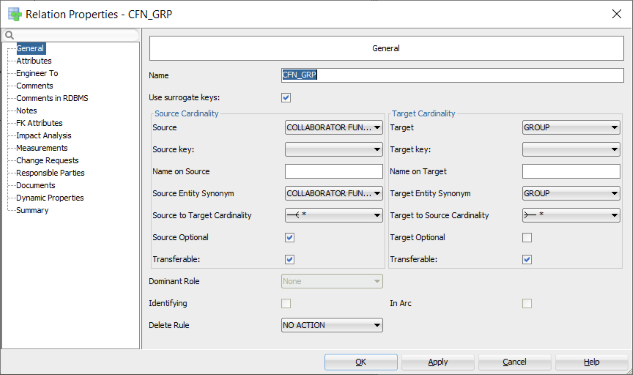 Relation Properties - CFN_GRP
General
Attributes
Engineer To
Comments
Comments in RDBMS
Notes
FK Attributes
Impact Analysis
Measurements
Change Requests
Responsible Parties
Documents
Dynamic Properties
Summary
General
Name CFN_GRP
Use surrogate keys:
Source Cardinality
Source COLLABORATOR FUN...
Source key:
Name on Source
Source Entity Synonym COLLABORATOR FUN...
Source to Target Cardinality *
Source Optional
Transferable:
Target Cardinality
Target GROUP
Target key:
Name on Target
Target Entity Synonym GROUP
Target to Source Cardinality *
Target Optional
Transferable:
Dominant Role None
Identifying In Arc
Delete Rule NO ACTION
OK Apply Cancel Help